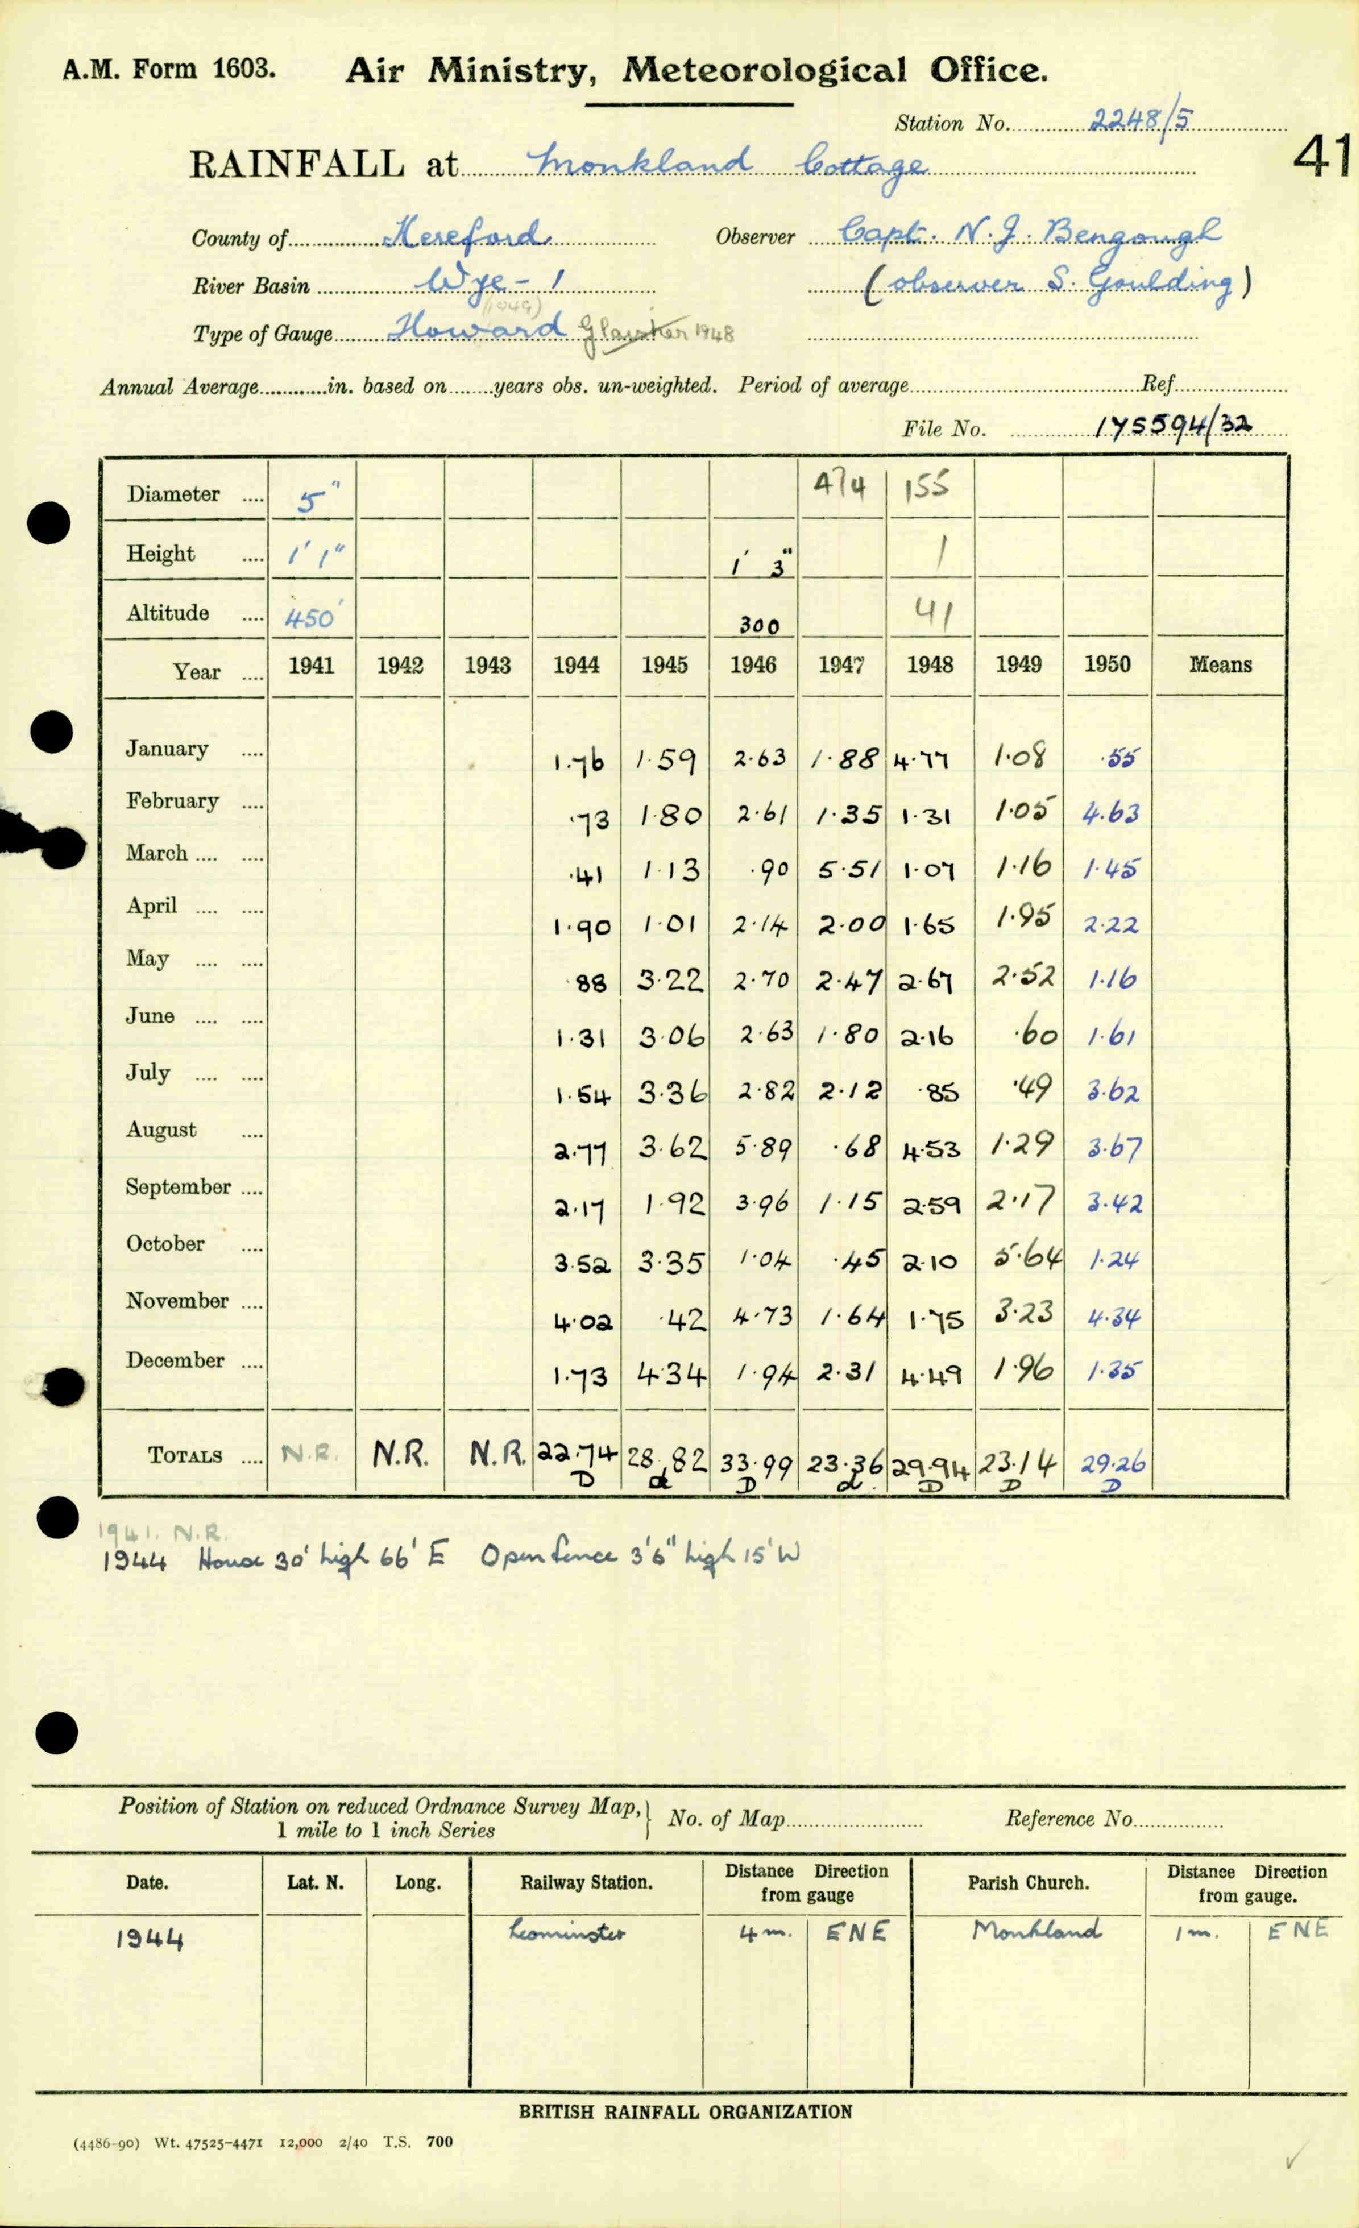 A.M. Form 1603. Air Ministry, Meteorological Office.
Station No. 2248/5
41
RAINFALL at Monkland Cottage
County of Hereford Observer Capt. N. J. Bengough
River Basin Wye - 1 (observer S. Goulding)
(1949)
Type of Gauge Howard Glaisher 1948
Annual Average in. based on years obs. un-weighted. Period of average Ref
File No. 1Y5594/32
Diameter 5" 474 155
Height 1' 1" 1' 3" 1
Altitude 450' 300 41
Year 1941 1942 1943 1944 1945 1946 1947 1948 1949 1950 Means
January 1.76 1.59 2.63 1.88 4.77 1.08 .55
February .73 1.80 2.61 1.35 1.31 1.05 4.63
March .41 1.13 .90 5.51 1.07 1.16 1.45
April 1.90 1.01 2.14 2.00 1.65 1.95 2.22
May .88 3.22 2.70 2.47 2.67 2.52 1.16
June 1.31 3.06 2.63 1.80 2.16 .60 1.61
July 1.54 3.36 2.82 2.12 .85 .49 3.62
August 2.77 3.62 5.89 .68 4.53 1.29 3.67
September 2.17 1.92 3.96 1.15 2.59 2.17 3.42
October 3.52 3.35 1.04 .45 2.10 5.64 1.24
November 4.02 .42 4.73 1.64 1.75 3.23 4.34
December 1.73 4.34 1.94 2.31 4.49 1.96 1.35
TOTALS N.R. N.R. N.R. 22.74 28.82 33.99 23.36 29.94 23.14 29.26
D d D d. D D D
1941. N.R.
1944 House 30' high 66' E Open fence 3'6" high 15' W
Position of Station on reduced Ordnance Survey Map, 1 mile to 1 inch Series } No. of Map Reference No.
Date. Lat. N. Long. Railway Station. Distance Direction from gauge Parish Church. Distance Direction from gauge.
1944 Leominster 4 m. ENE Monkland 1 m. ENE
BRITISH RAINFALL ORGANIZATION
(4486-90) Wt. 47525-4471 12,000 2/40 T.S. 700